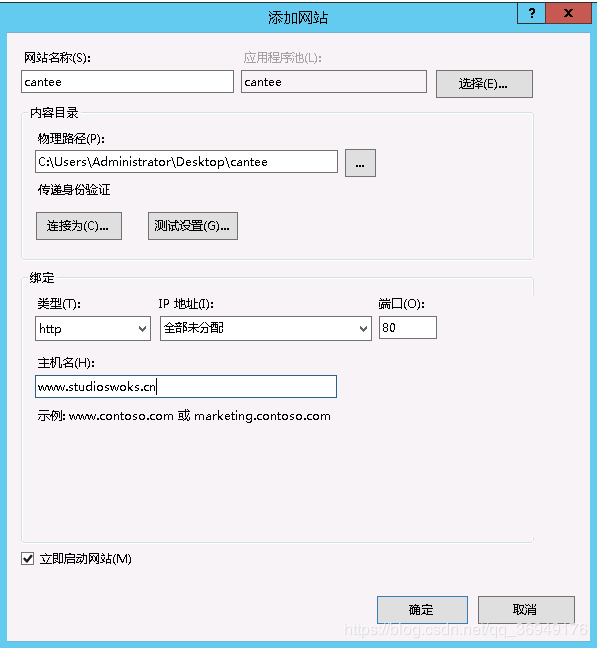 添加网站
? x
网站名称(S): 应用程序池(L):
cantee cantee 选择(E)...
内容目录
物理路径(P):
C:\Users\Administrator\Desktop\cantee ...
传递身份验证
连接为(C)... 测试设置(G)...
绑定
类型(T): IP 地址(I): 端口(O):
http 全部未分配 80
主机名(H):
www.studioswoks.cn
示例: www.contoso.com 或 marketing.contoso.com
立即启动网站(M)
确定 取消
https://blog.csdn.net/qq_36949176